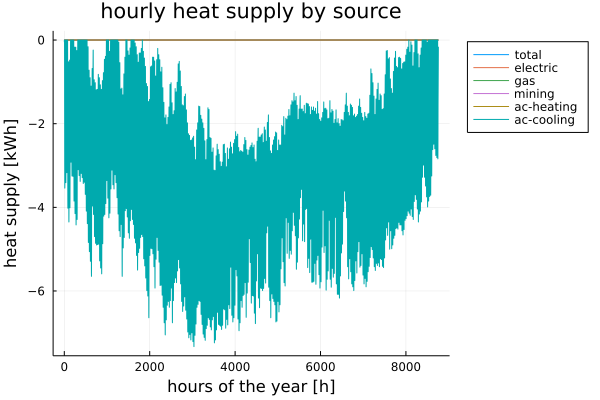 hourly heat supply by source
heat supply [kWh]
0
−2
−4
−6
0
2000
4000
6000
8000
hours of the year [h]
total
electric
gas
mining
ac-heating
ac-cooling